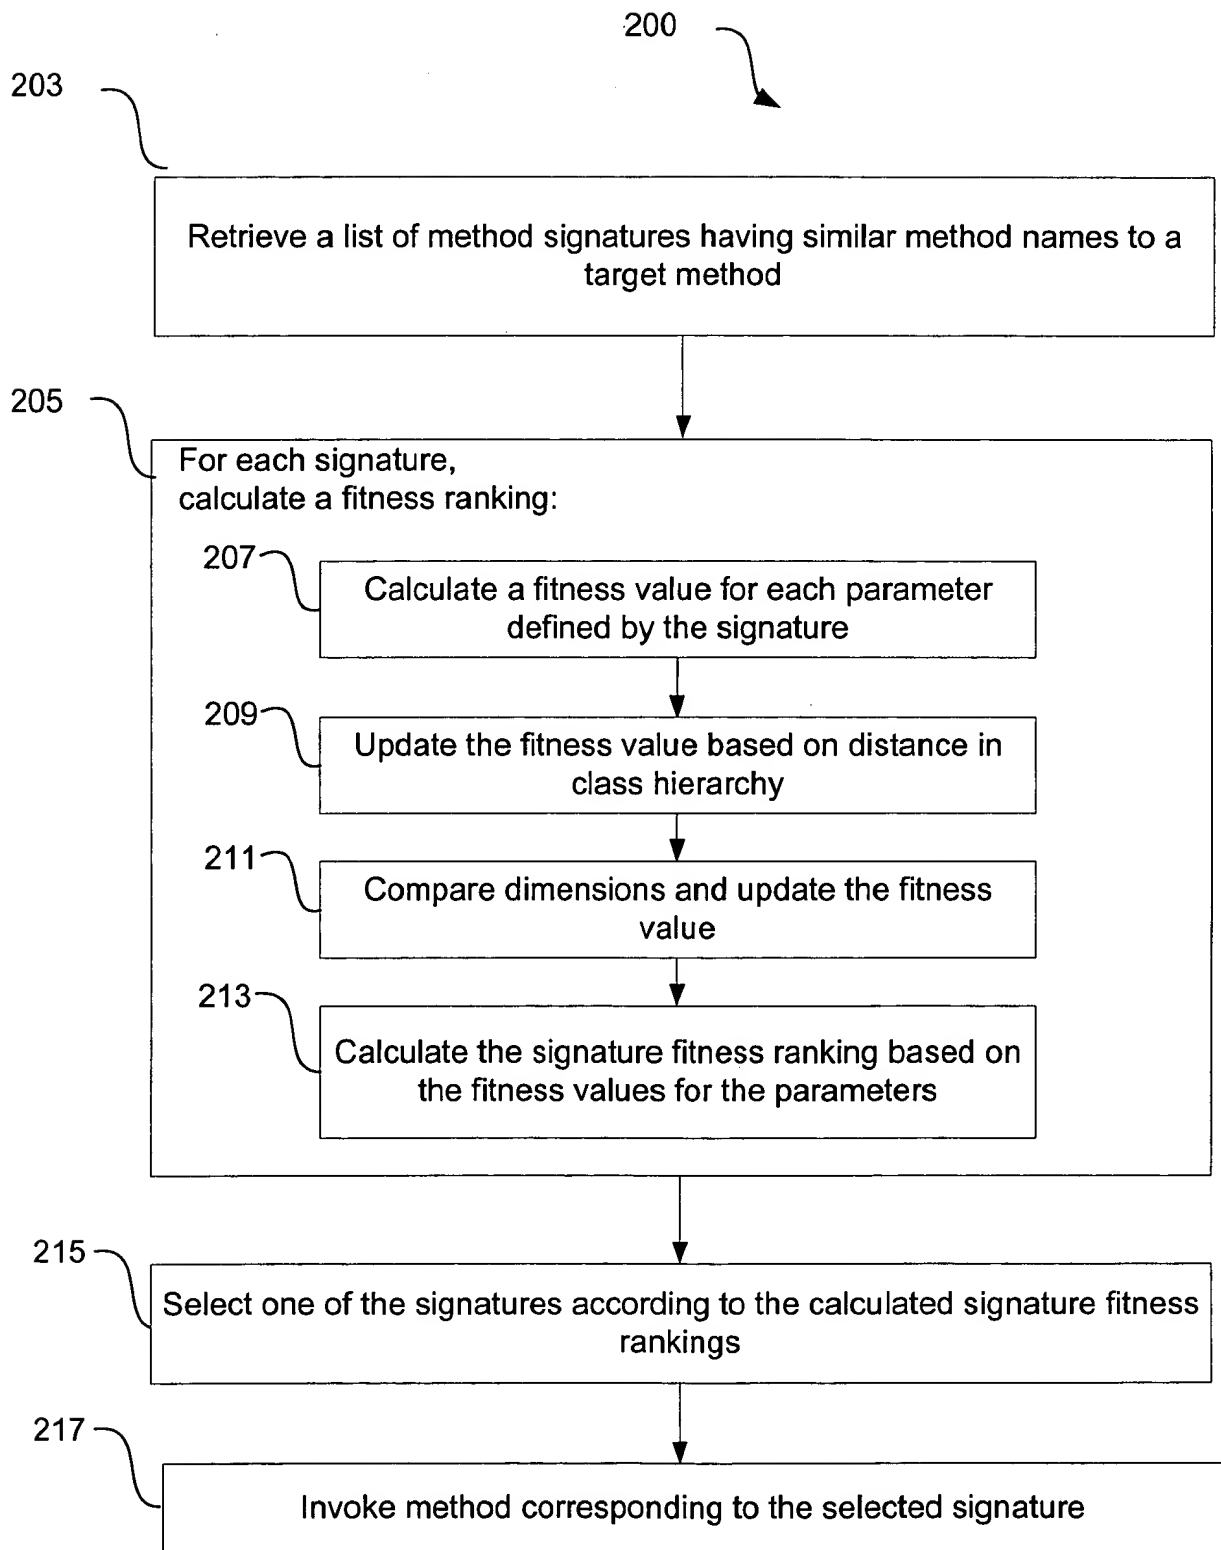 200
203
Retrieve a list of method signatures having similar method names to a
target method
205
For each signature,
calculate a fitness ranking:
207
Calculate a fitness value for each parameter
defined by the signature
209
Update the fitness value based on distance in
class hierarchy
211
Compare dimensions and update the fitness
value
213
Calculate the signature fitness ranking based on
the fitness values for the parameters
215
Select one of the signatures according to the calculated signature fitness
rankings
217
Invoke method corresponding to the selected signature